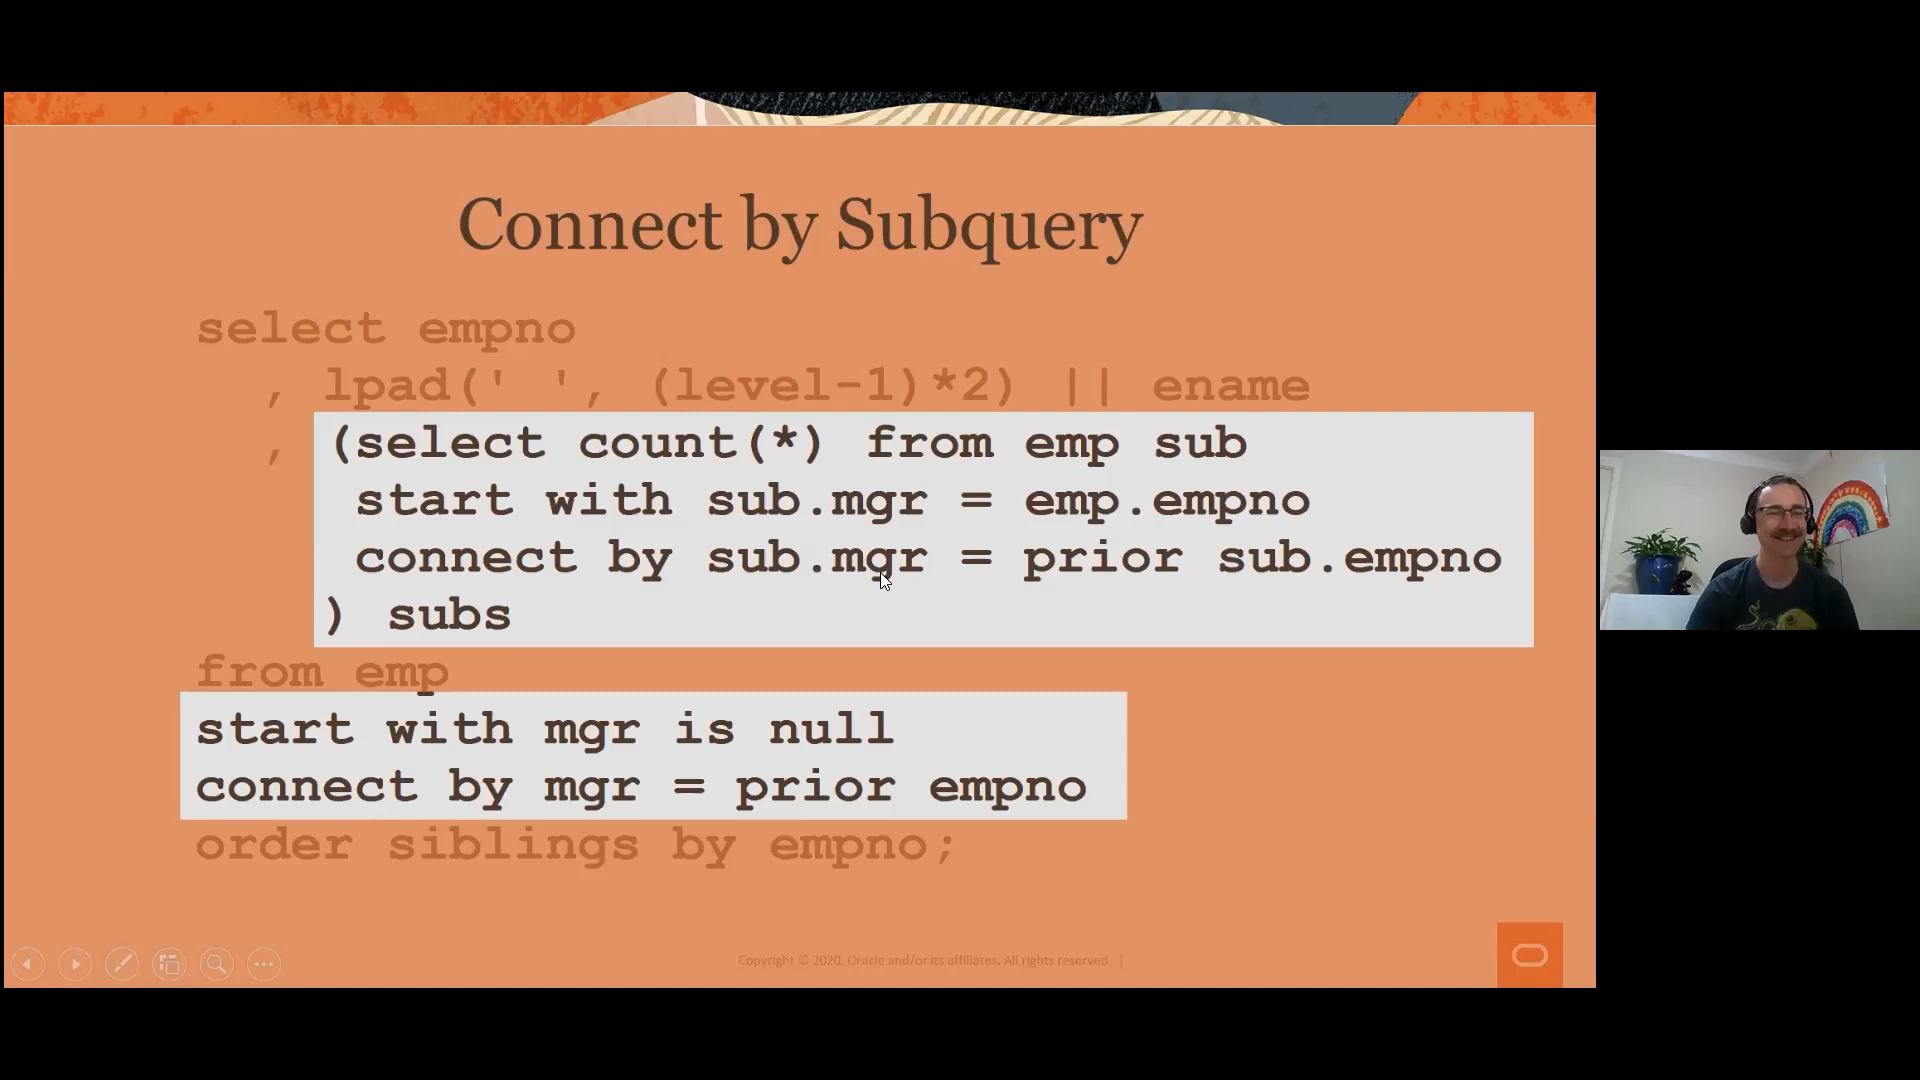 Connect by Subquery
select empno
, lpad(' ', (level-1)*2) || ename
, (select count(*) from emp sub
start with sub.mgr = emp.empno
connect by sub.mgr = prior sub.empno
) subs
from emp
start with mgr is null
connect by mgr = prior empno
order siblings by empno;
Copyright © 2020, Oracle and/or its affiliates. All rights reserved. |